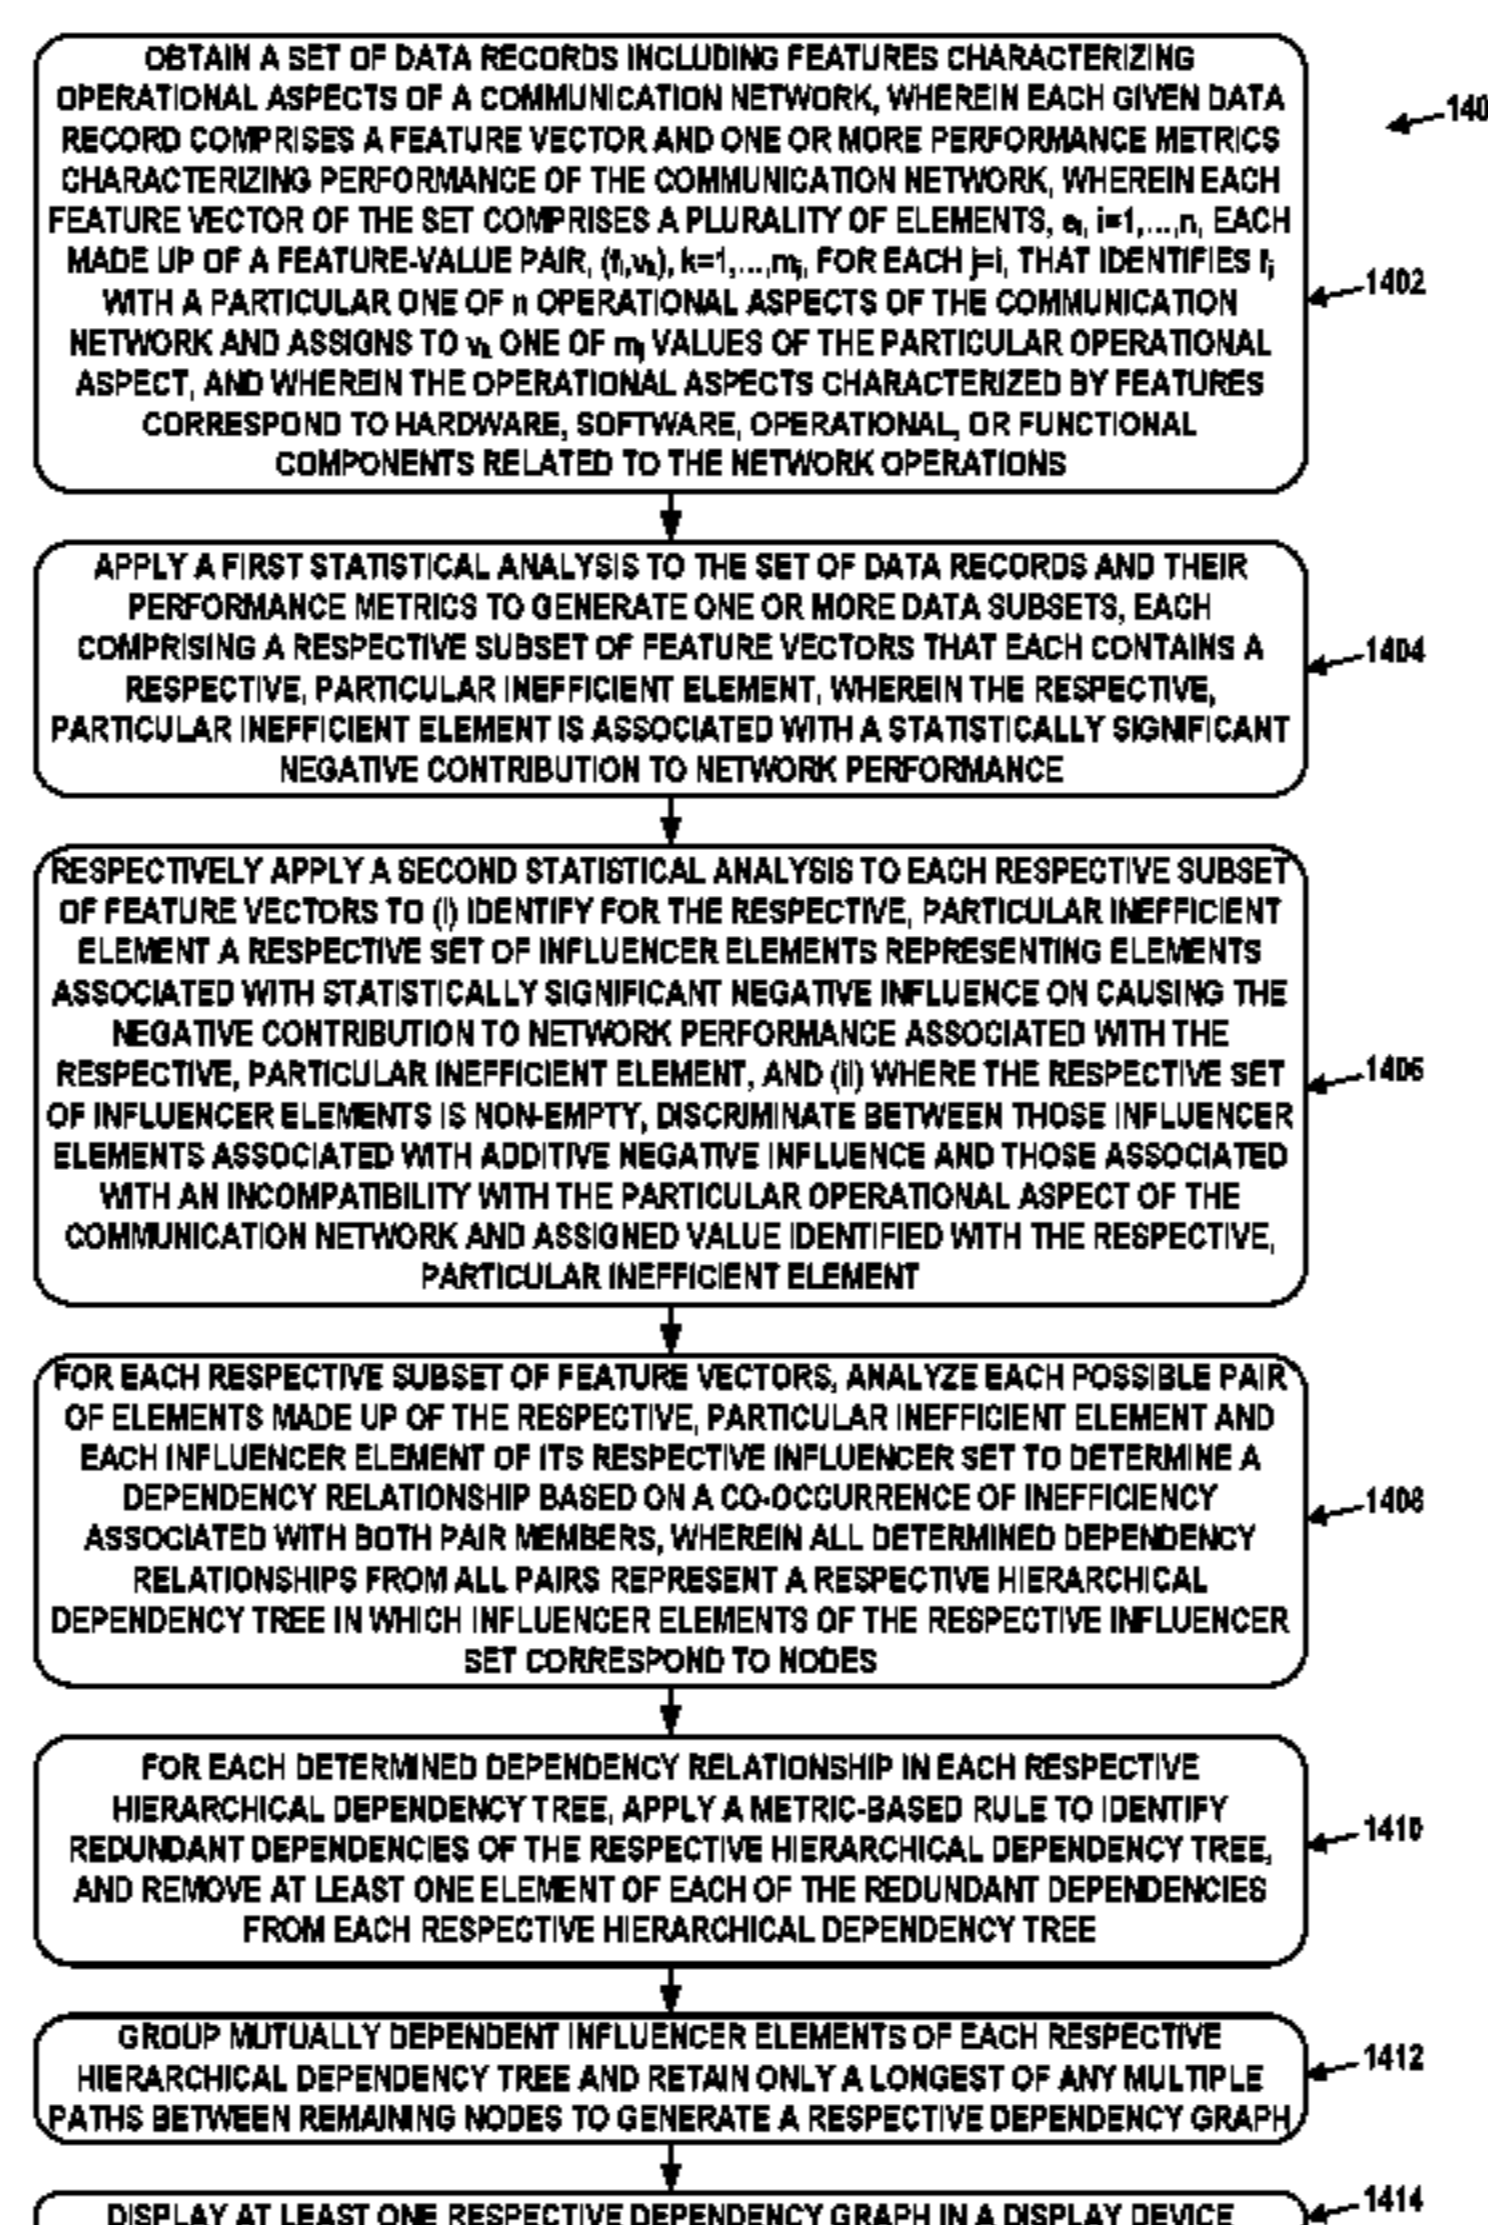 OBTAIN A SET OF DATA RECORDS INCLUDING FEATURES CHARACTERIZING
OPERATIONAL ASPECTS OF A COMMUNICATION NETWORK, WHEREIN EACH GIVEN DATA
RECORD COMPRISES A FEATURE VECTOR AND ONE OR MORE PERFORMANCE METRICS
CHARACTERIZING PERFORMANCE OF THE COMMUNICATION NETWORK, WHEREIN EACH
FEATURE VECTOR OF THE SET COMPRISES A PLURALITY OF ELEMENTS, eᵢ, i=1,...,n, EACH
MADE UP OF A FEATURE-VALUE PAIR, (fⱼ,vₖ), k=1,...,mⱼ, FOR EACH j=i, THAT IDENTIFIES fⱼ
WITH A PARTICULAR ONE OF n OPERATIONAL ASPECTS OF THE COMMUNICATION
NETWORK AND ASSIGNS TO vₖ ONE OF mⱼ VALUES OF THE PARTICULAR OPERATIONAL
ASPECT, AND WHEREIN THE OPERATIONAL ASPECTS CHARACTERIZED BY FEATURES
CORRESPOND TO HARDWARE, SOFTWARE, OPERATIONAL, OR FUNCTIONAL
COMPONENTS RELATED TO THE NETWORK OPERATIONS
140
1402
APPLY A FIRST STATISTICAL ANALYSIS TO THE SET OF DATA RECORDS AND THEIR
PERFORMANCE METRICS TO GENERATE ONE OR MORE DATA SUBSETS, EACH
COMPRISING A RESPECTIVE SUBSET OF FEATURE VECTORS THAT EACH CONTAINS A
RESPECTIVE, PARTICULAR INEFFICIENT ELEMENT, WHEREIN THE RESPECTIVE,
PARTICULAR INEFFICIENT ELEMENT IS ASSOCIATED WITH A STATISTICALLY SIGNIFICANT
NEGATIVE CONTRIBUTION TO NETWORK PERFORMANCE
1404
RESPECTIVELY APPLY A SECOND STATISTICAL ANALYSIS TO EACH RESPECTIVE SUBSET
OF FEATURE VECTORS TO (i) IDENTIFY FOR THE RESPECTIVE, PARTICULAR INEFFICIENT
ELEMENT A RESPECTIVE SET OF INFLUENCER ELEMENTS REPRESENTING ELEMENTS
ASSOCIATED WITH STATISTICALLY SIGNIFICANT NEGATIVE INFLUENCE ON CAUSING THE
NEGATIVE CONTRIBUTION TO NETWORK PERFORMANCE ASSOCIATED WITH THE
RESPECTIVE, PARTICULAR INEFFICIENT ELEMENT, AND (ii) WHERE THE RESPECTIVE SET
OF INFLUENCER ELEMENTS IS NON-EMPTY, DISCRIMINATE BETWEEN THOSE INFLUENCER
ELEMENTS ASSOCIATED WITH ADDITIVE NEGATIVE INFLUENCE AND THOSE ASSOCIATED
WITH AN INCOMPATIBILITY WITH THE PARTICULAR OPERATIONAL ASPECT OF THE
COMMUNICATION NETWORK AND ASSIGNED VALUE IDENTIFIED WITH THE RESPECTIVE,
PARTICULAR INEFFICIENT ELEMENT
1406
FOR EACH RESPECTIVE SUBSET OF FEATURE VECTORS, ANALYZE EACH POSSIBLE PAIR
OF ELEMENTS MADE UP OF THE RESPECTIVE, PARTICULAR INEFFICIENT ELEMENT AND
EACH INFLUENCER ELEMENT OF ITS RESPECTIVE INFLUENCER SET TO DETERMINE A
DEPENDENCY RELATIONSHIP BASED ON A CO-OCCURRENCE OF INEFFICIENCY
ASSOCIATED WITH BOTH PAIR MEMBERS, WHEREIN ALL DETERMINED DEPENDENCY
RELATIONSHIPS FROM ALL PAIRS REPRESENT A RESPECTIVE HIERARCHICAL
DEPENDENCY TREE IN WHICH INFLUENCER ELEMENTS OF THE RESPECTIVE INFLUENCER
SET CORRESPOND TO NODES
1408
FOR EACH DETERMINED DEPENDENCY RELATIONSHIP IN EACH RESPECTIVE
HIERARCHICAL DEPENDENCY TREE, APPLY A METRIC-BASED RULE TO IDENTIFY
REDUNDANT DEPENDENCIES OF THE RESPECTIVE HIERARCHICAL DEPENDENCY TREE,
AND REMOVE AT LEAST ONE ELEMENT OF EACH OF THE REDUNDANT DEPENDENCIES
FROM EACH RESPECTIVE HIERARCHICAL DEPENDENCY TREE
1410
GROUP MUTUALLY DEPENDENT INFLUENCER ELEMENTS OF EACH RESPECTIVE
HIERARCHICAL DEPENDENCY TREE AND RETAIN ONLY A LONGEST OF ANY MULTIPLE
PATHS BETWEEN REMAINING NODES TO GENERATE A RESPECTIVE DEPENDENCY GRAPH
1412
DISPLAY AT LEAST ONE RESPECTIVE DEPENDENCY GRAPH IN A DISPLAY DEVICE
1414